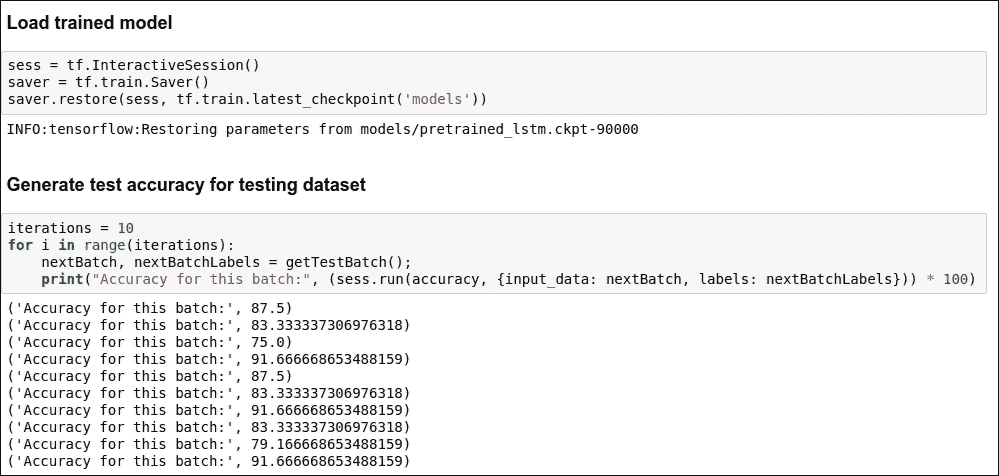 Load trained model
sess = tf.InteractiveSession()
saver = tf.train.Saver()
saver.restore(sess, tf.train.latest_checkpoint('models'))
INFO:tensorflow:Restoring parameters from models/pretrained_lstm.ckpt-90000
Generate test accuracy for testing dataset
iterations = 10
for i in range(iterations):
    nextBatch, nextBatchLabels = getTestBatch();
    print("Accuracy for this batch:", (sess.run(accuracy, {input_data: nextBatch, labels: nextBatchLabels})) * 100)
('Accuracy for this batch:', 87.5)
('Accuracy for this batch:', 83.333337306976318)
('Accuracy for this batch:', 75.0)
('Accuracy for this batch:', 91.666668653488159)
('Accuracy for this batch:', 87.5)
('Accuracy for this batch:', 83.333337306976318)
('Accuracy for this batch:', 91.666668653488159)
('Accuracy for this batch:', 83.333337306976318)
('Accuracy for this batch:', 79.166668653488159)
('Accuracy for this batch:', 91.666668653488159)